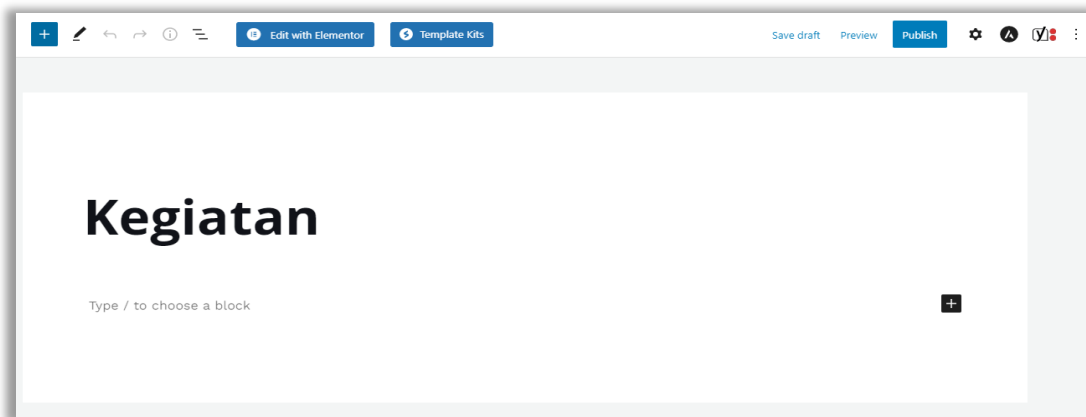 Edit with Elementor Template Kits Save draft Preview Publish
Kegiatan
Type / to choose a block